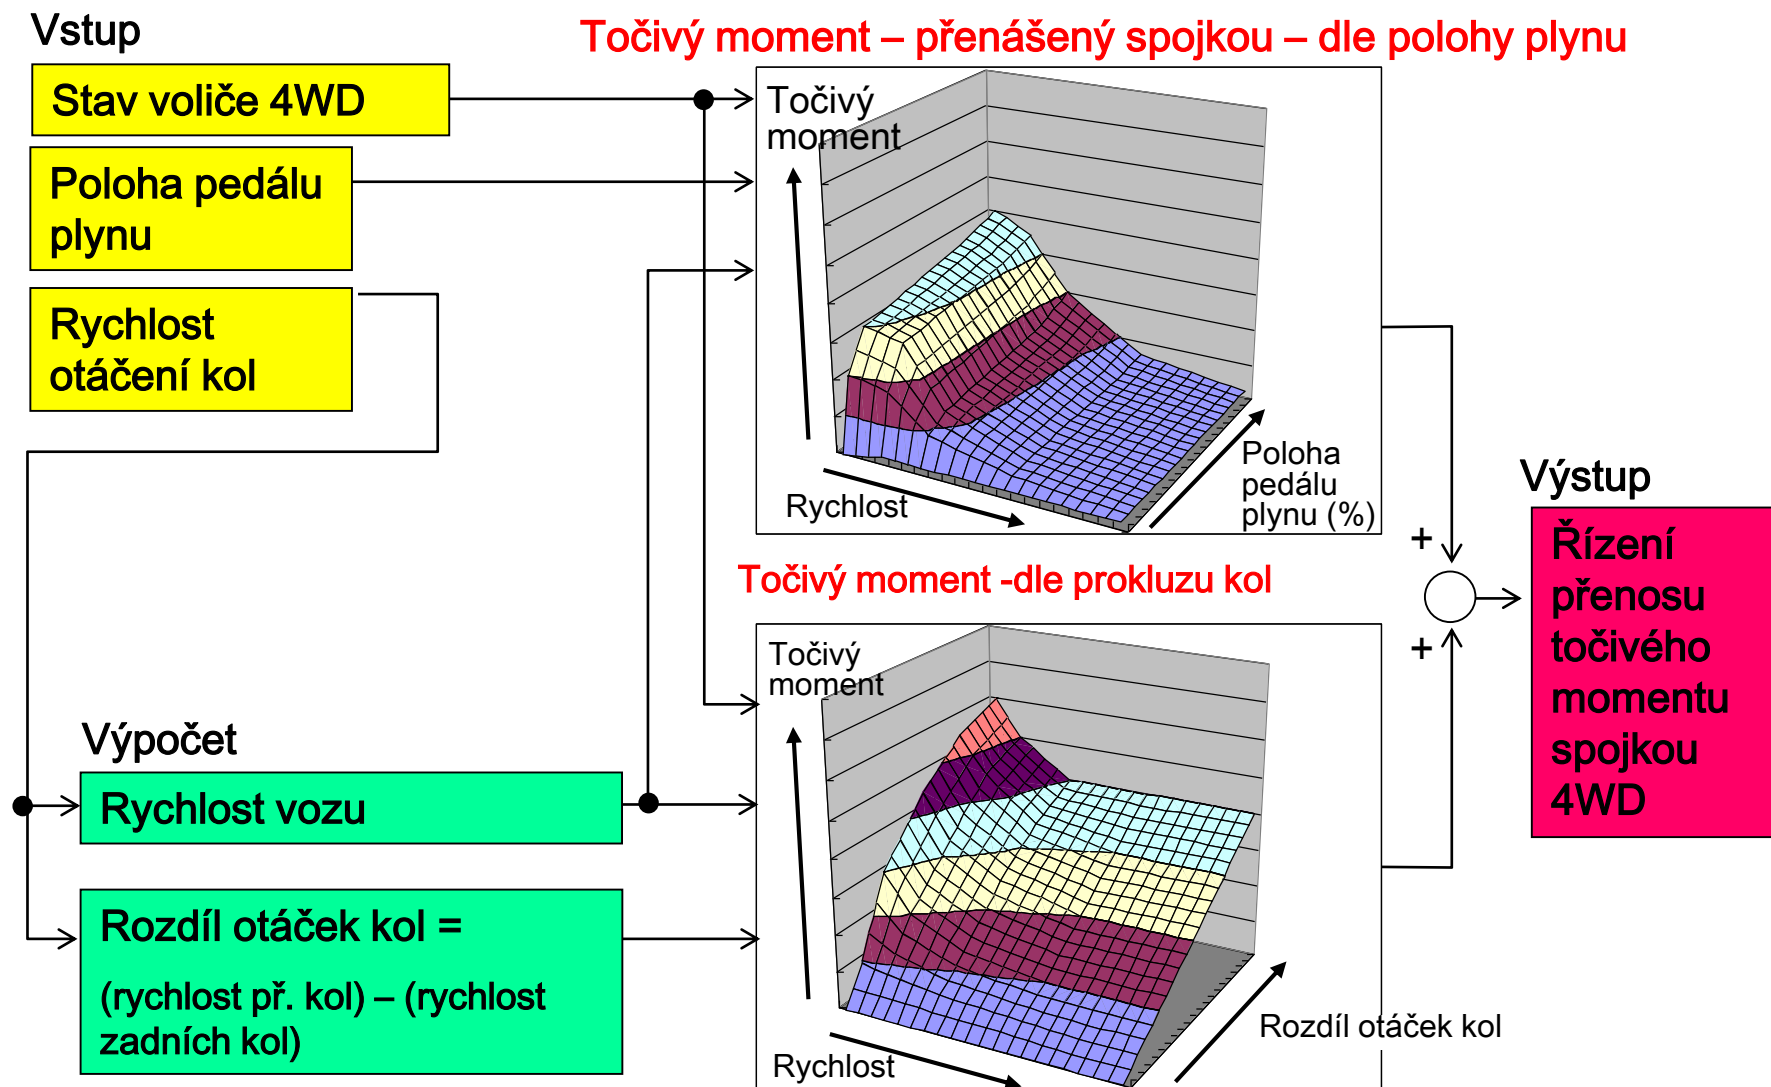 Vstup
Točivý moment – přenášený spojkou – dle polohy plynu
Stav voliče 4WD
Poloha pedálu
plynu
Rychlost
otáčení kol
Točivý
moment
Rychlost
Poloha
pedálu
plynu (%)
Točivý moment -dle prokluzu kol
Točivý
moment
Rychlost
Rozdíl otáček kol
Výpočet
Rychlost vozu
Rozdíl otáček kol =
(rychlost př. kol) – (rychlost
zadních kol)
+
+
Výstup
Řízení
přenosu
točivého
momentu
spojkou
4WD